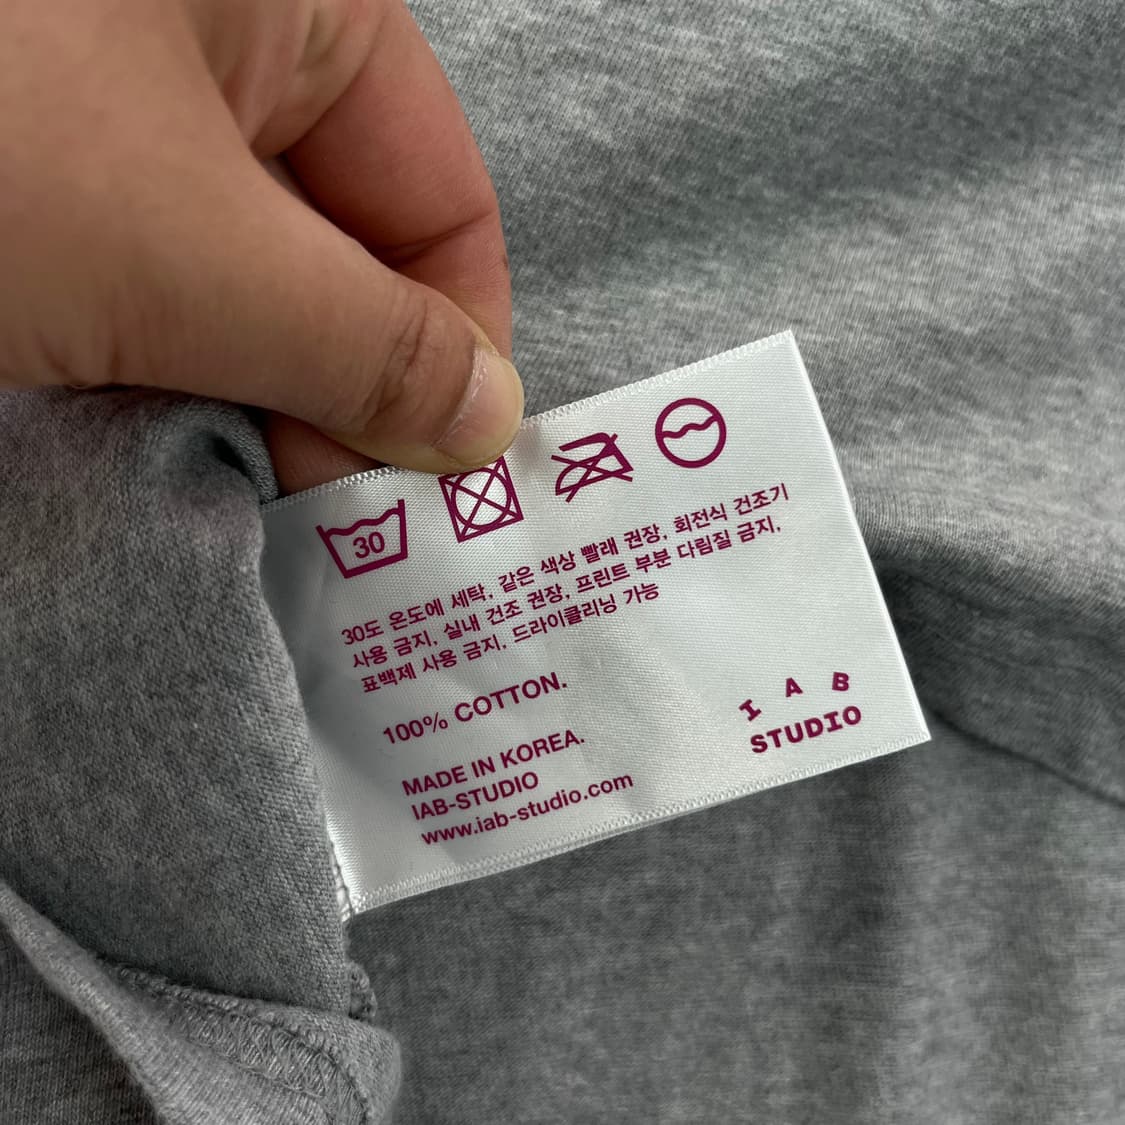 30
30도 온도에 세탁, 같은 색상 빨래 권장, 회전식 건조기
사용 금지, 실내 건조 권장, 프린트 부분 다림질 금지,
표백제 사용 금지, 드라이클리닝 가능
100% COTTON.
MADE IN KOREA.
IAB-STUDIO
www.iab-studio.com
I A B
STUDIO